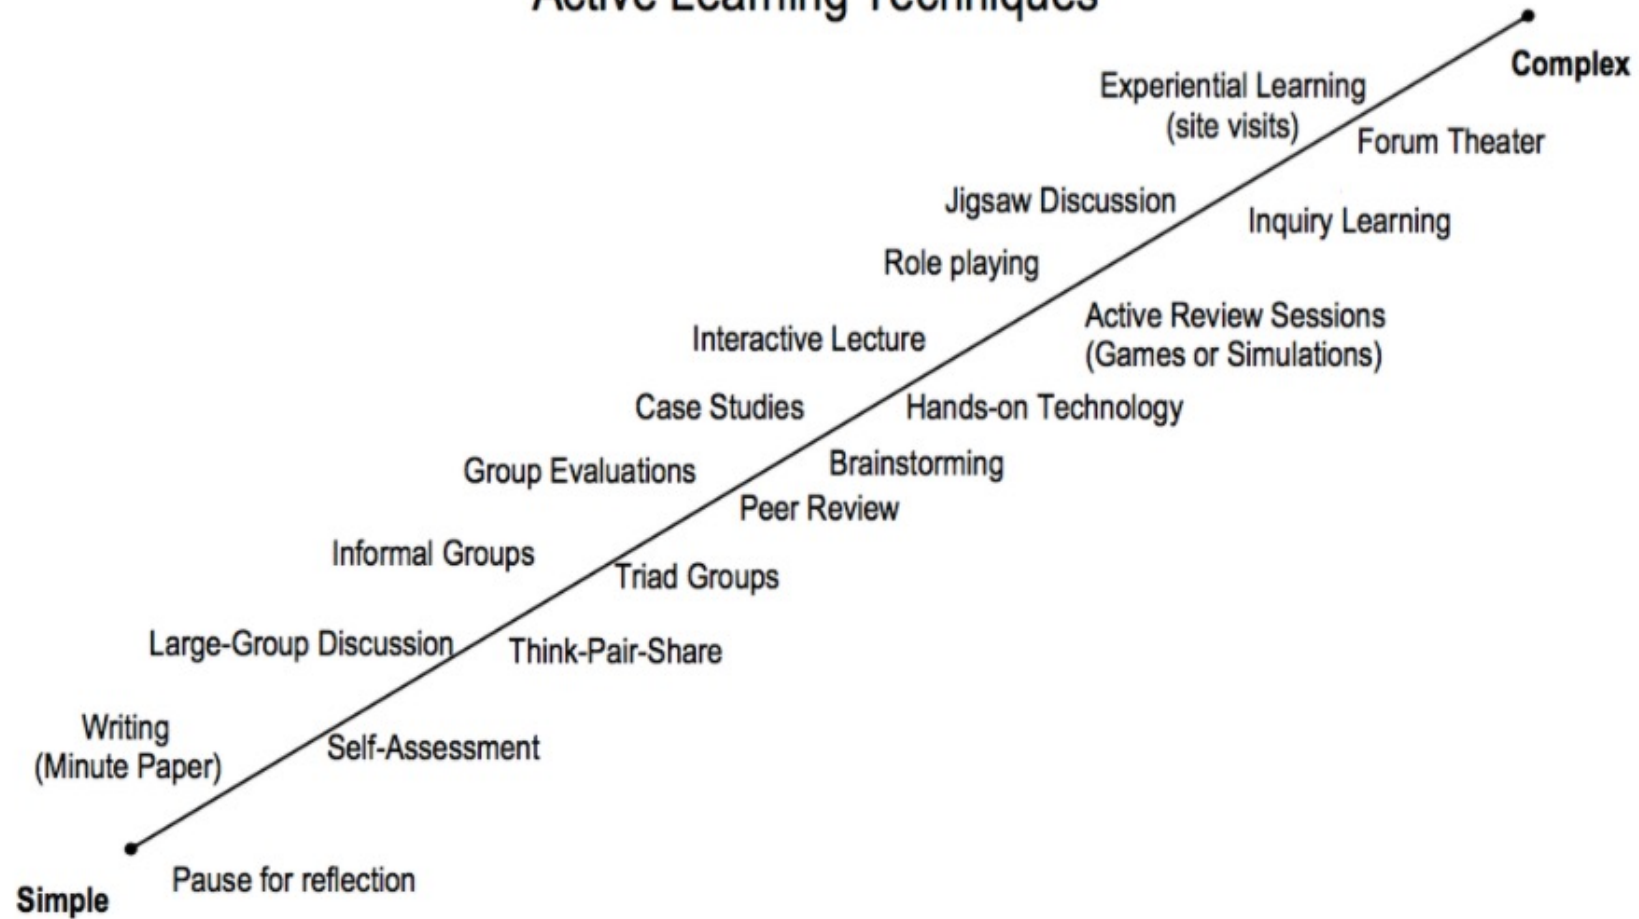 Active Learning Techniques
Complex
Experiential Learning
(site visits)
Forum Theater
Jigsaw Discussion
Inquiry Learning
Role playing
Active Review Sessions
(Games or Simulations)
Interactive Lecture
Case Studies
Hands-on Technology
Group Evaluations
Brainstorming
Peer Review
Informal Groups
Triad Groups
Large-Group Discussion
Think-Pair-Share
Writing
(Minute Paper)
Self-Assessment
Pause for reflection
Simple